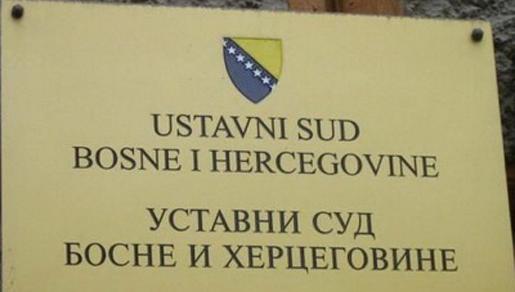 USTAVNI SUD
BOSNE I HERCEGOVINE
УСТАВНИ СУД
БОСНЕ И ХЕРЦЕГОВИНЕ